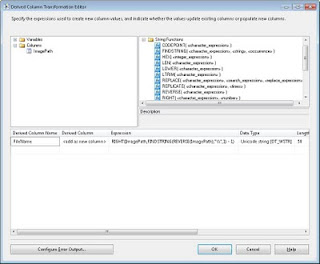 Derived Column Transformation Editor
Specify the expressions used to create new column values, and indicate whether the values update existing columns or populate new columns.
Variables
Columns
ImagePath
String Functions
CODEPOINT( «character_expression» )
FINDSTRING( «character_expression», «string», «occurrence» )
HEX( «integer_expression» )
LEN( «character_expression» )
LOWER( «character_expression» )
LTRIM( «character_expression» )
REPLACE( «character_expression», «search_expression», «replace_expression»
REPLICATE( «character_expression», «times» )
REVERSE( «character_expression» )
RIGHT( «character_expression», «number» )
Description:
Derived Column Name
Derived Column
Expression
Data Type
Length
FileName
<add as new column>
RIGHT(ImagePath,FINDSTRING(REVERSE(ImagePath),"\\",1) - 1)
Unicode string [DT_WSTR]
Configure Error Output...
OK
Cancel
Help